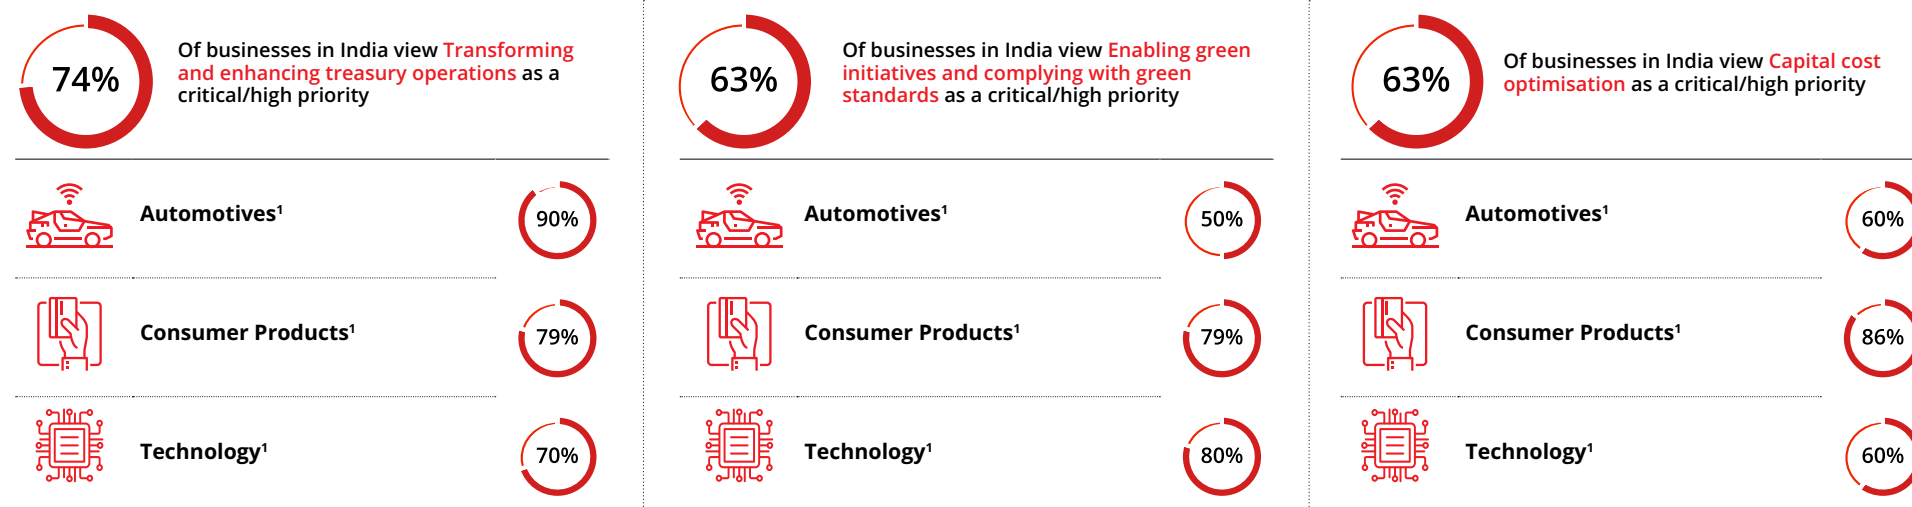 74%
Of businesses in India view Transforming
and enhancing treasury operations as a
critical/high priority
Automotives¹
90%
Consumer Products¹
79%
Technology¹
70%
63%
Of businesses in India view Enabling green
initiatives and complying with green
standards as a critical/high priority
Automotives¹
50%
Consumer Products¹
79%
Technology¹
80%
63%
Of businesses in India view Capital cost
optimisation as a critical/high priority
Automotives¹
60%
Consumer Products¹
86%
Technology¹
60%